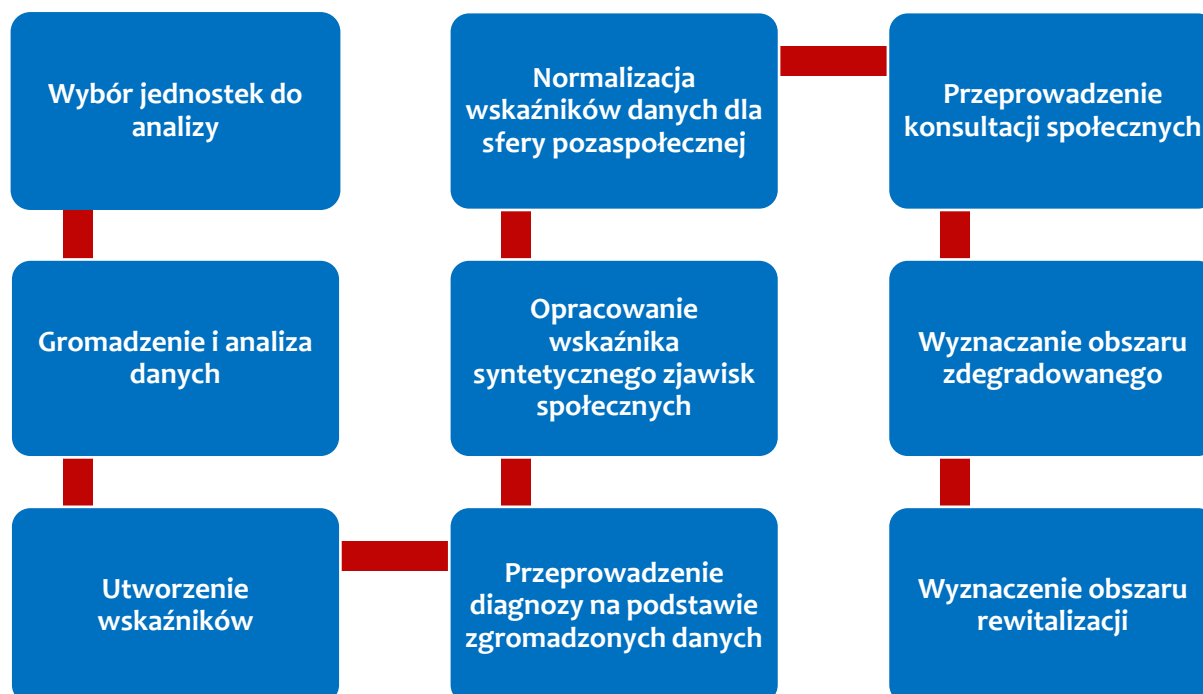 Wybór jednostek do
analizy
Gromadzenie i analiza
danych
Utworzenie
wskaźników
Przeprowadzenie
diagnozy na podstawie
zgromadzonych danych
Opracowanie
wskaźnika
syntetycznego zjawisk
społecznych
Normalizacja
wskaźników danych dla
sfery pozaspołecznej
Przeprowadzenie
konsultacji społecznych
Wyznaczanie obszaru
zdegradowanego
Wyznaczenie obszaru
rewitalizacji